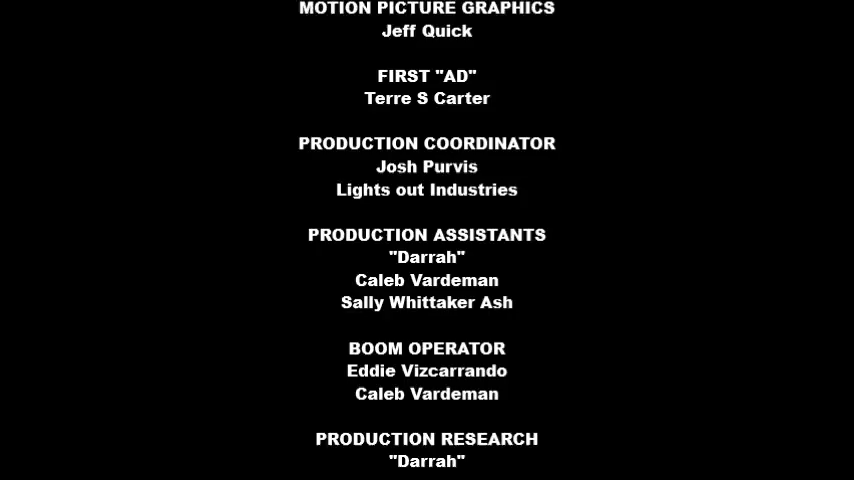 MOTION PICTURE GRAPHICS
Jeff Quick
FIRST "AD"
Terre S Carter
PRODUCTION COORDINATOR
Josh Purvis
Lights out Industries
PRODUCTION ASSISTANTS
"Darrah"
Caleb Vardeman
Sally Whittaker Ash
BOOM OPERATOR
Eddie Vizcarrando
Caleb Vardeman
PRODUCTION RESEARCH
"Darrah"